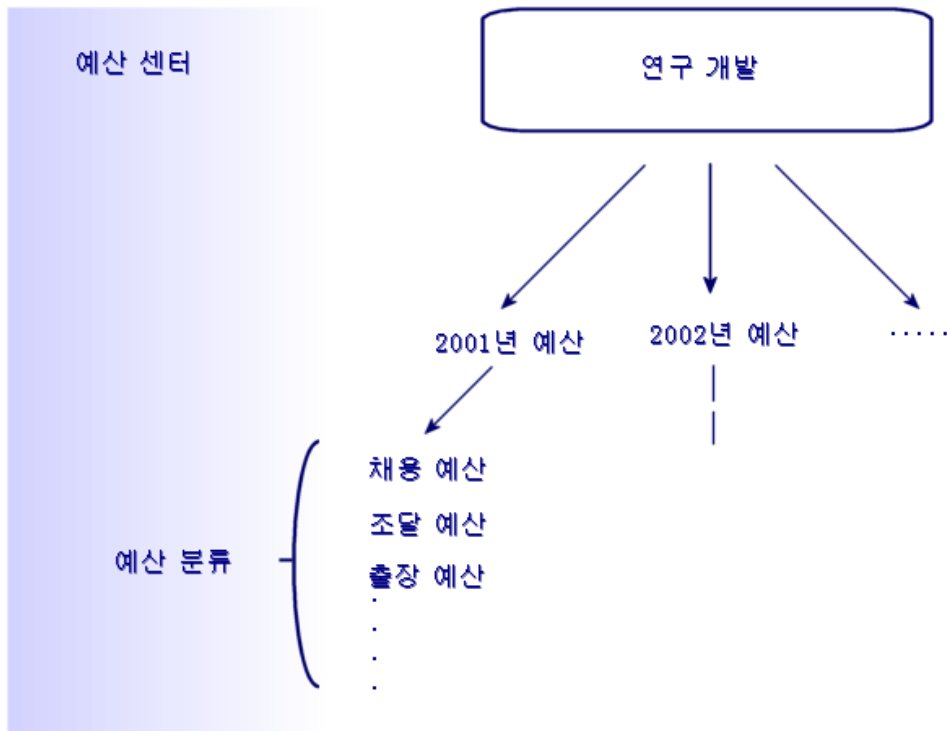 예산 센터
연구 개발
2001년 예산
2002년 예산
.....
채용 예산
조달 예산
예산 분류
출장 예산
.
.
.
.